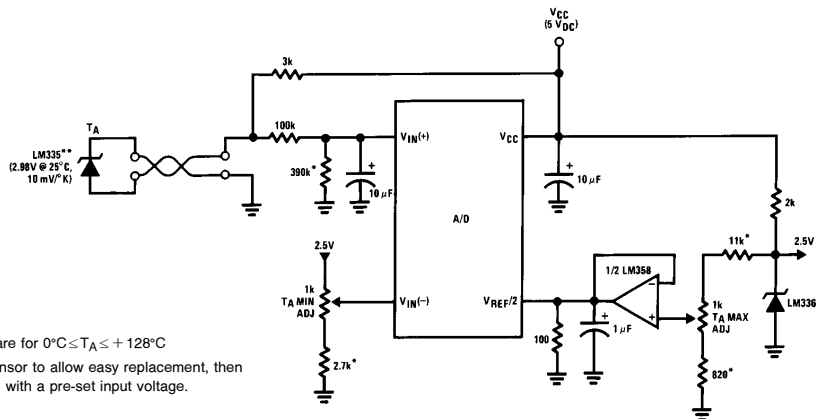 VCC
(5 VDC)
3k
TA
100k
LM335**
(2.98V @ 25°C,
10 mV/°K)
390k*
+
10 μF
VIN(+)
VCC
A/D
VIN(−)
VREF/2
+
10 μF
2k
11k*
2.5V
1/2 LM358
−
+
1k
TA MAX
ADJ
LM336
820*
100
+
1 μF
2.5V
1k
TA MIN
ADJ
2.7k*
are for 0°C≤TA≤+128°C
nsor to allow easy replacement, then
with a pre-set input voltage.